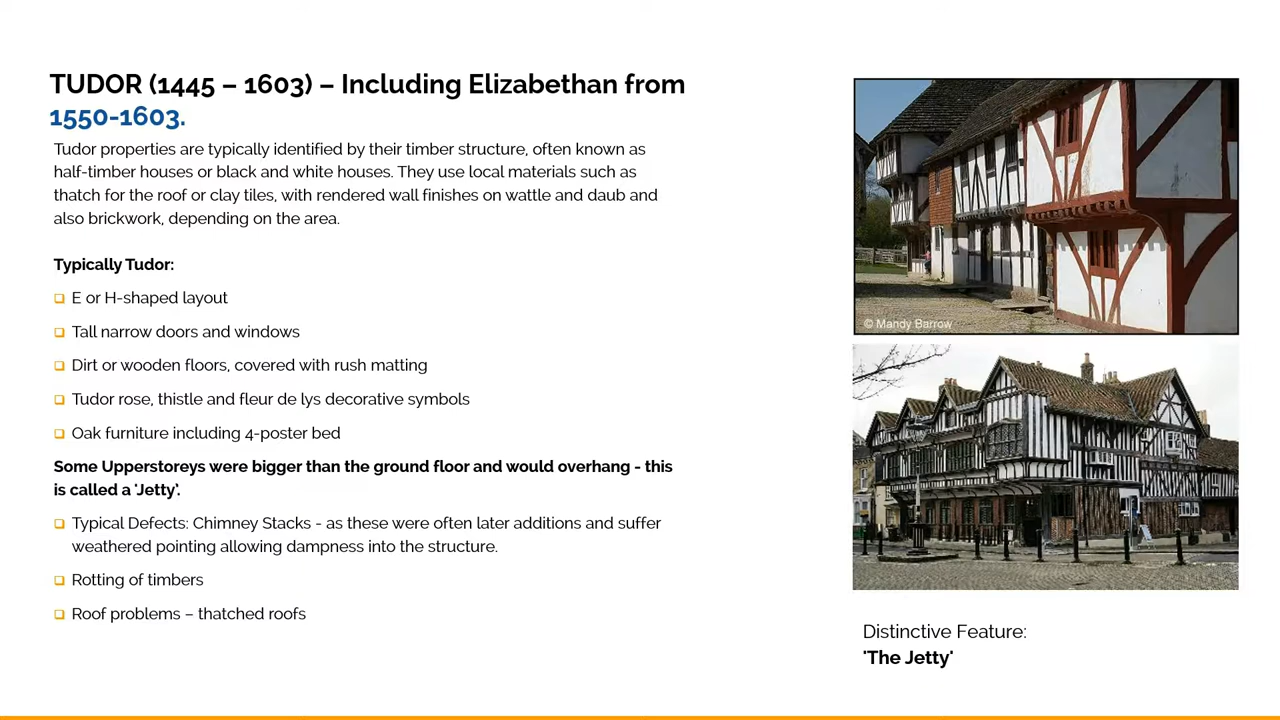 TUDOR (1445 – 1603) – Including Elizabethan from
1550-1603.
Tudor properties are typically identified by their timber structure, often known as
half-timber houses or black and white houses. They use local materials such as
thatch for the roof or clay tiles, with rendered wall finishes on wattle and daub and
also brickwork, depending on the area.
Typically Tudor:
E or H-shaped layout
Tall narrow doors and windows
Dirt or wooden floors, covered with rush matting
Tudor rose, thistle and fleur de lys decorative symbols
Oak furniture including 4-poster bed
Some Upperstoreys were bigger than the ground floor and would overhang - this
is called a 'Jetty'.
Typical Defects: Chimney Stacks - as these were often later additions and suffer
weathered pointing allowing dampness into the structure.
Rotting of timbers
Roof problems – thatched roofs
© Mandy Barrow
Distinctive Feature:
'The Jetty'